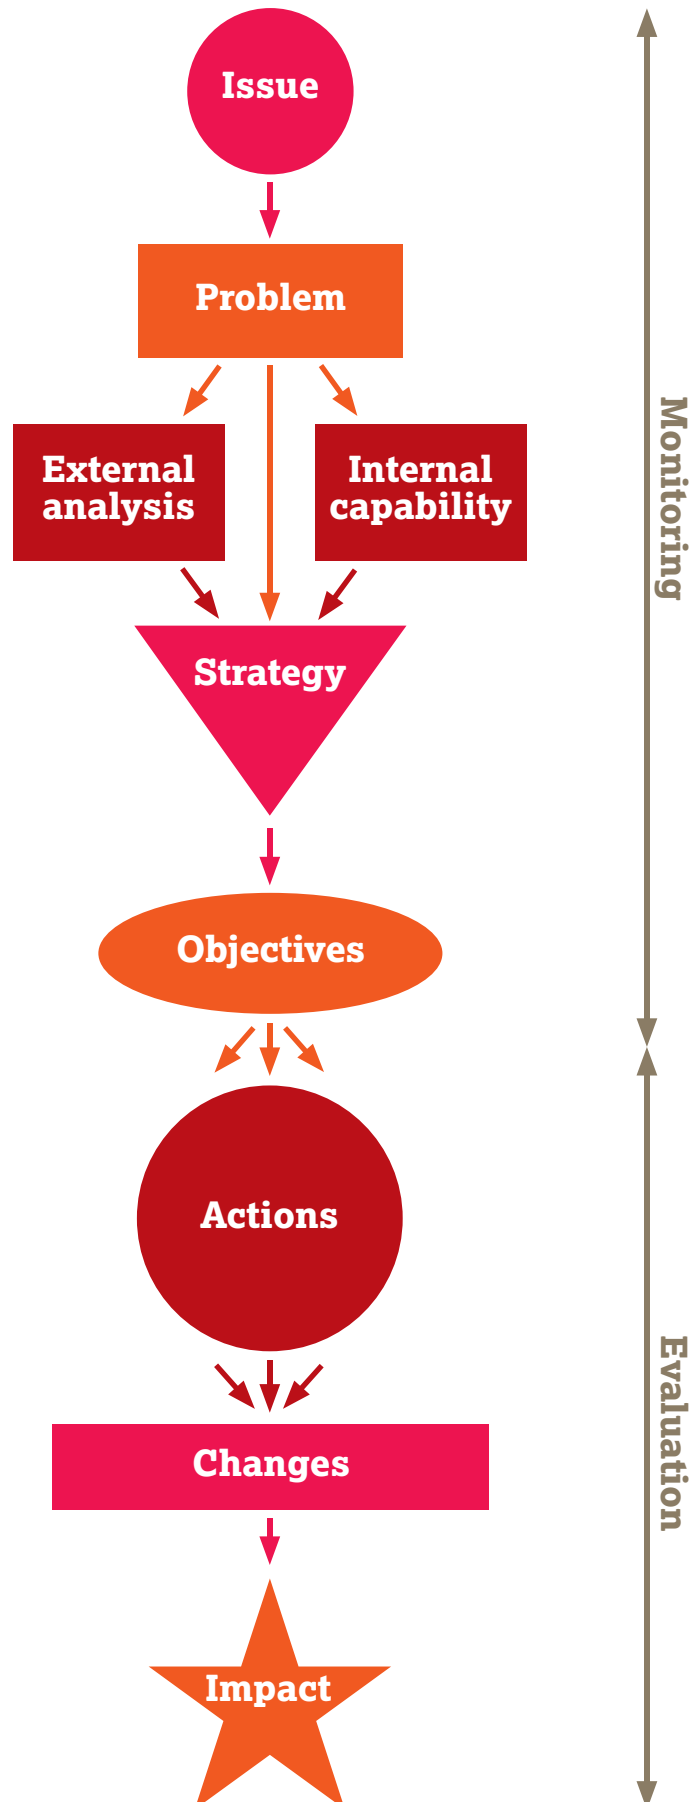 Issue
Problem
External
analysis
Internal
capability
Strategy
Objectives
Actions
Changes
Impact
Monitoring
Evaluation